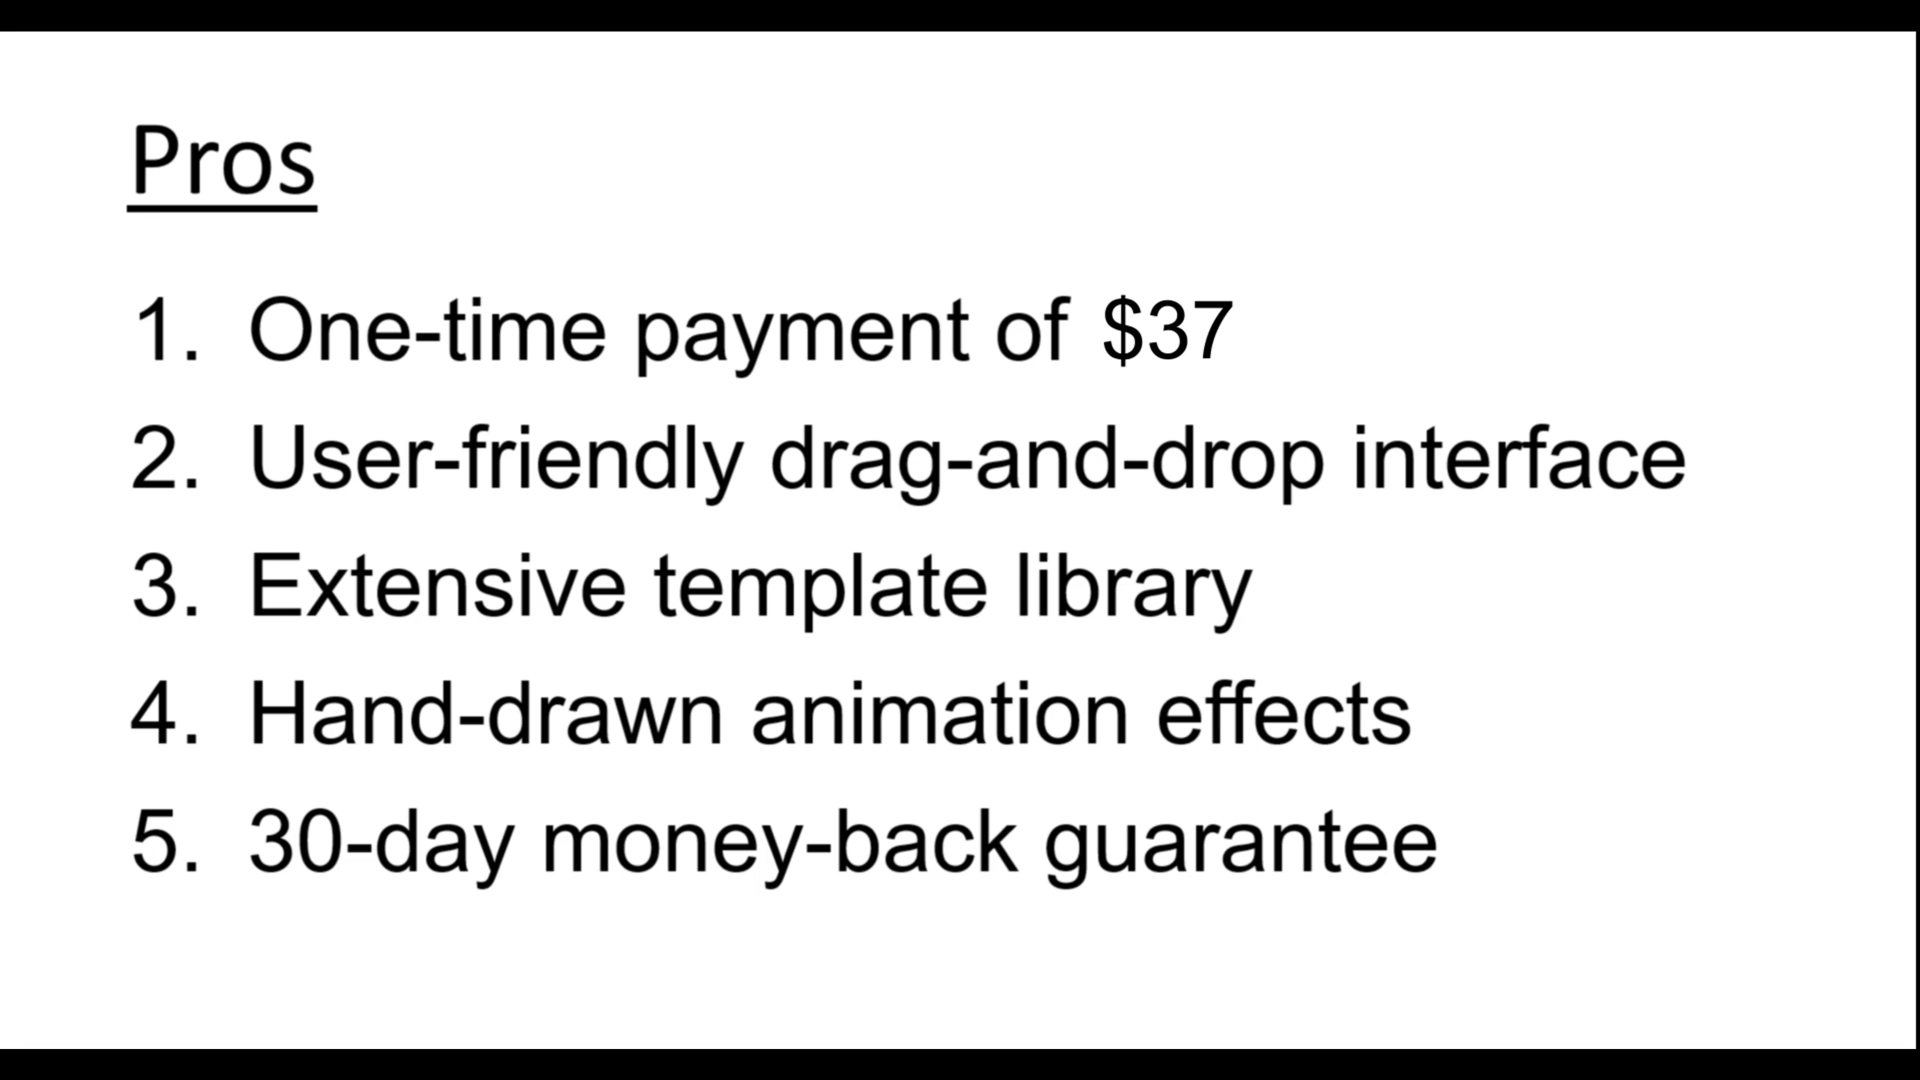 Pros
1. One-time payment of $37
2. User-friendly drag-and-drop interface
3. Extensive template library
4. Hand-drawn animation effects
5. 30-day money-back guarantee